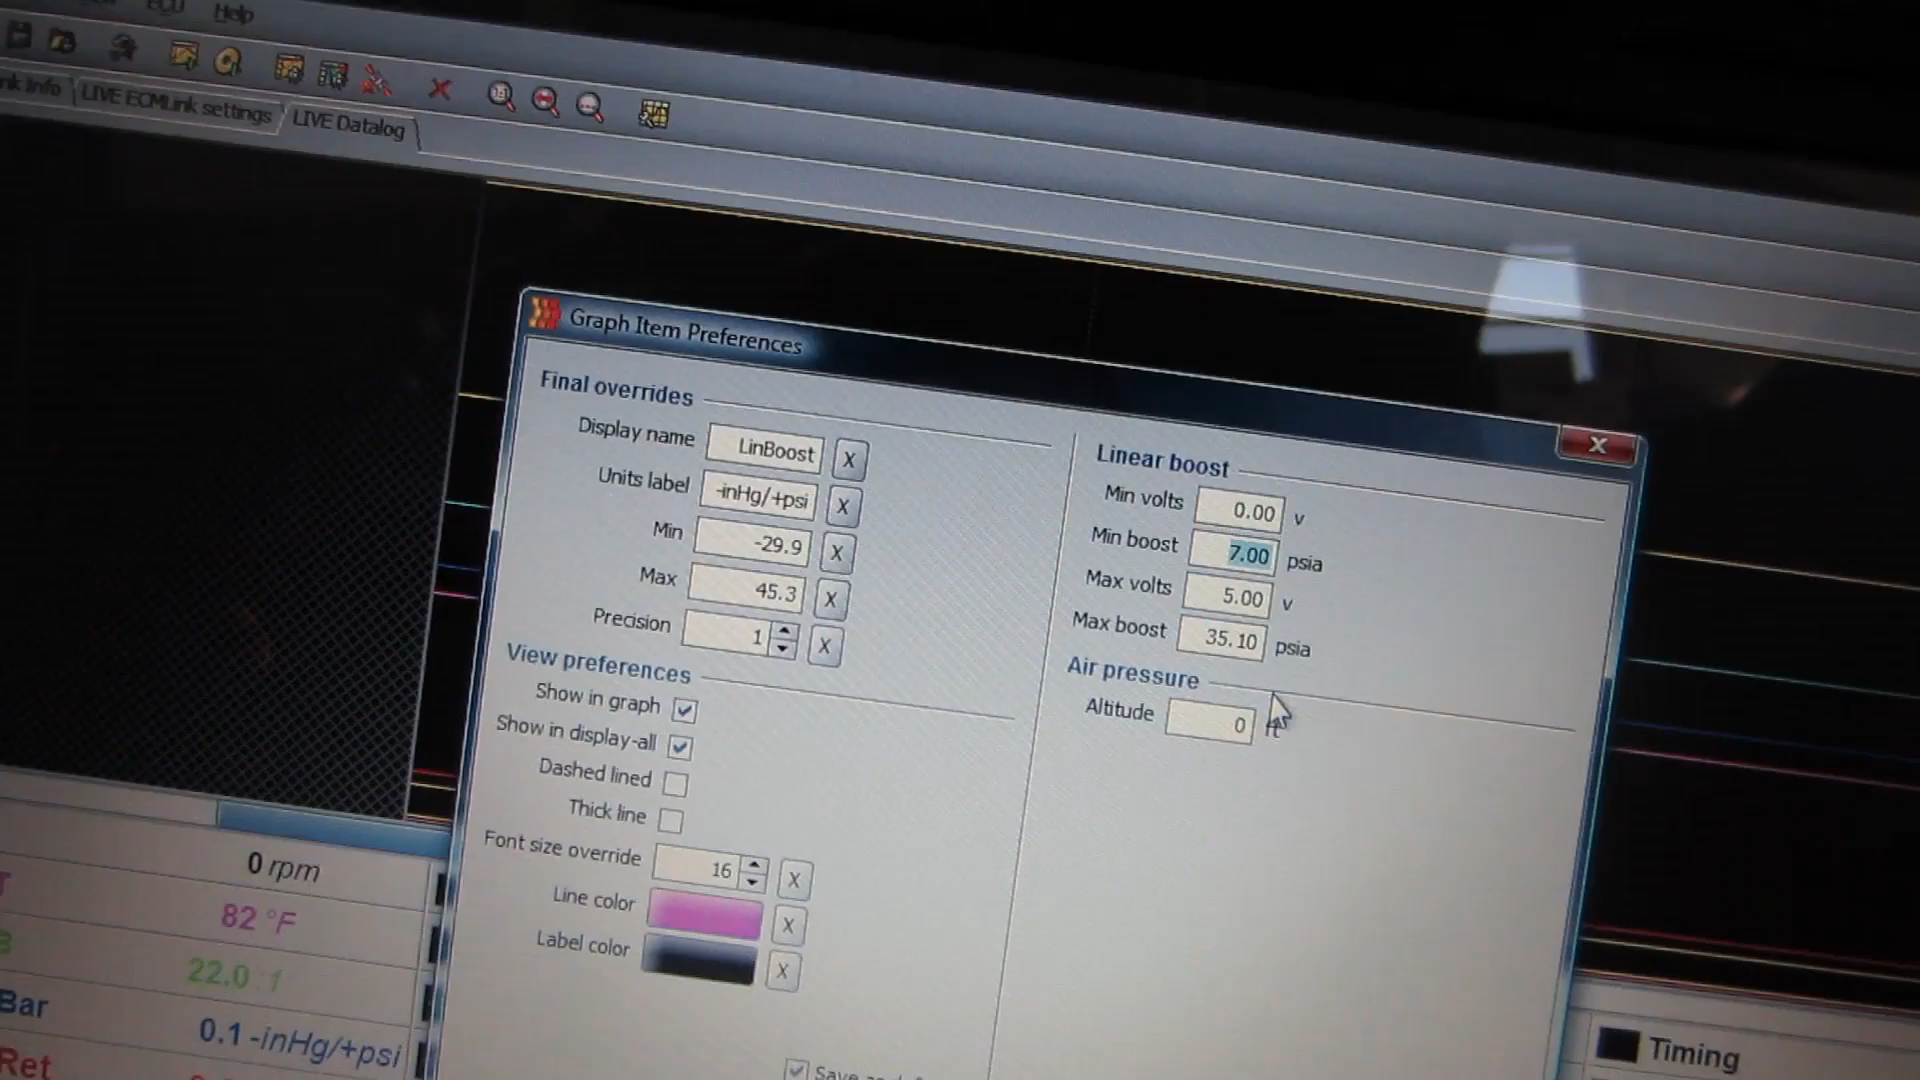 ECU Help
nk Info LIVE ECMLink settings LIVE Datalog
Graph Item Preferences
X
Final overrides
Display name LinBoost X
Units label -inHg/+psi X
Min -29.9 X
Max 45.3 X
Precision 1 X
View preferences
Show in graph
Show in display-all
Dashed lined
Thick line
Font size override 16 X
Line color X
Label color X
Linear boost
Min volts 0.00 v
Min boost 7.00 psia
Max volts 5.00 v
Max boost 35.10 psia
Air pressure
Altitude 0 ft
0 rpm
82 °F
22.0 :1
Bar 0.1 -inHg/+psi
Ret
Save
Timing